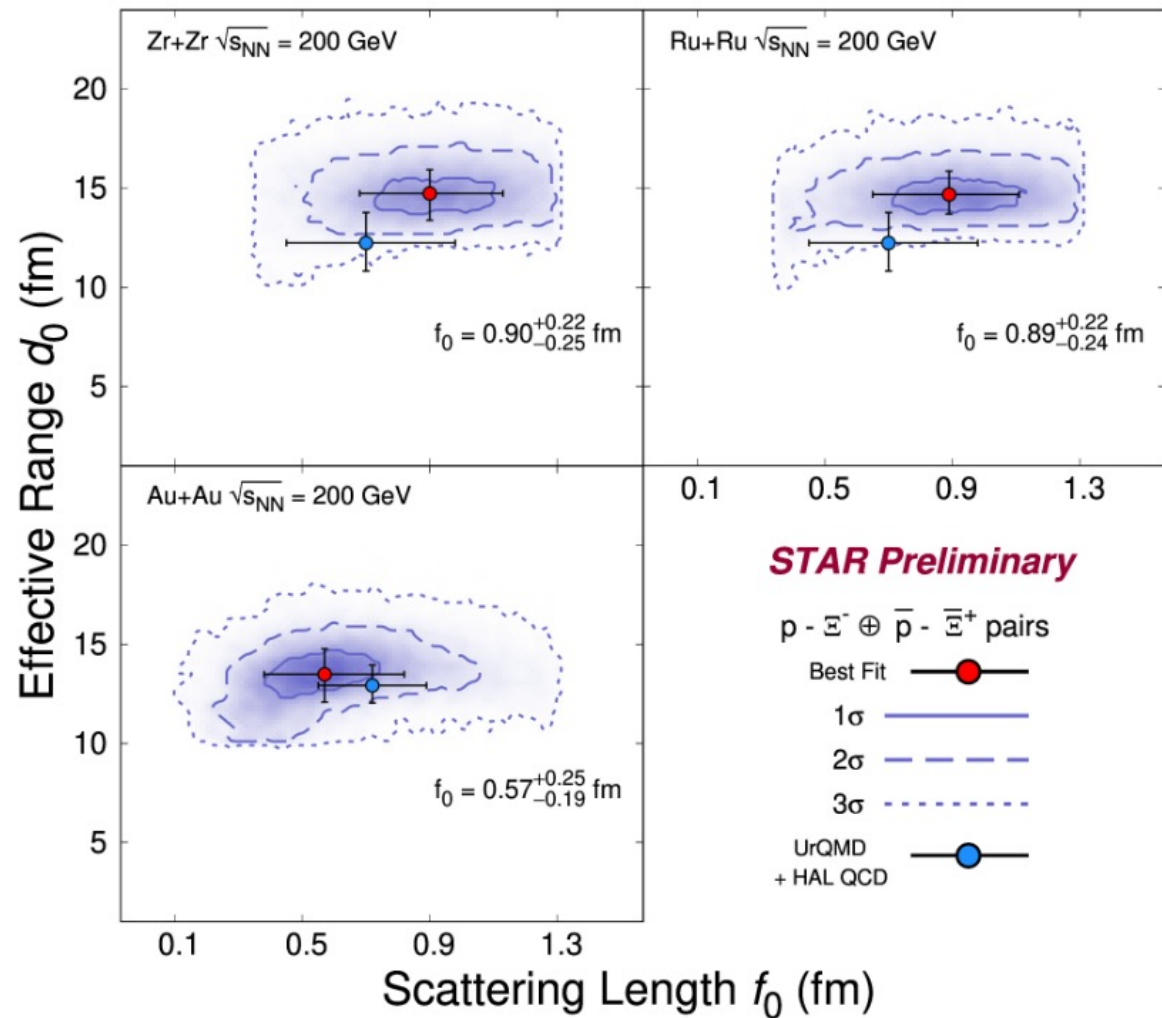 Zr+Zr √s_NN = 200 GeV
Ru+Ru √s_NN = 200 GeV
20
15
10
5
f₀ = 0.90 +0.22 −0.25 fm
f₀ = 0.89 +0.22 −0.24 fm
Effective Range d₀ (fm)
Au+Au √s_NN = 200 GeV
0.1 0.5 0.9 1.3
20
15
10
5
f₀ = 0.57 +0.25 −0.19 fm
STAR Preliminary
p - Ξ⁻ ⊕ p̅ - Ξ̅⁺ pairs
Best Fit
1σ
2σ
3σ
UrQMD
+ HAL QCD
0.1 0.5 0.9 1.3
Scattering Length f₀ (fm)